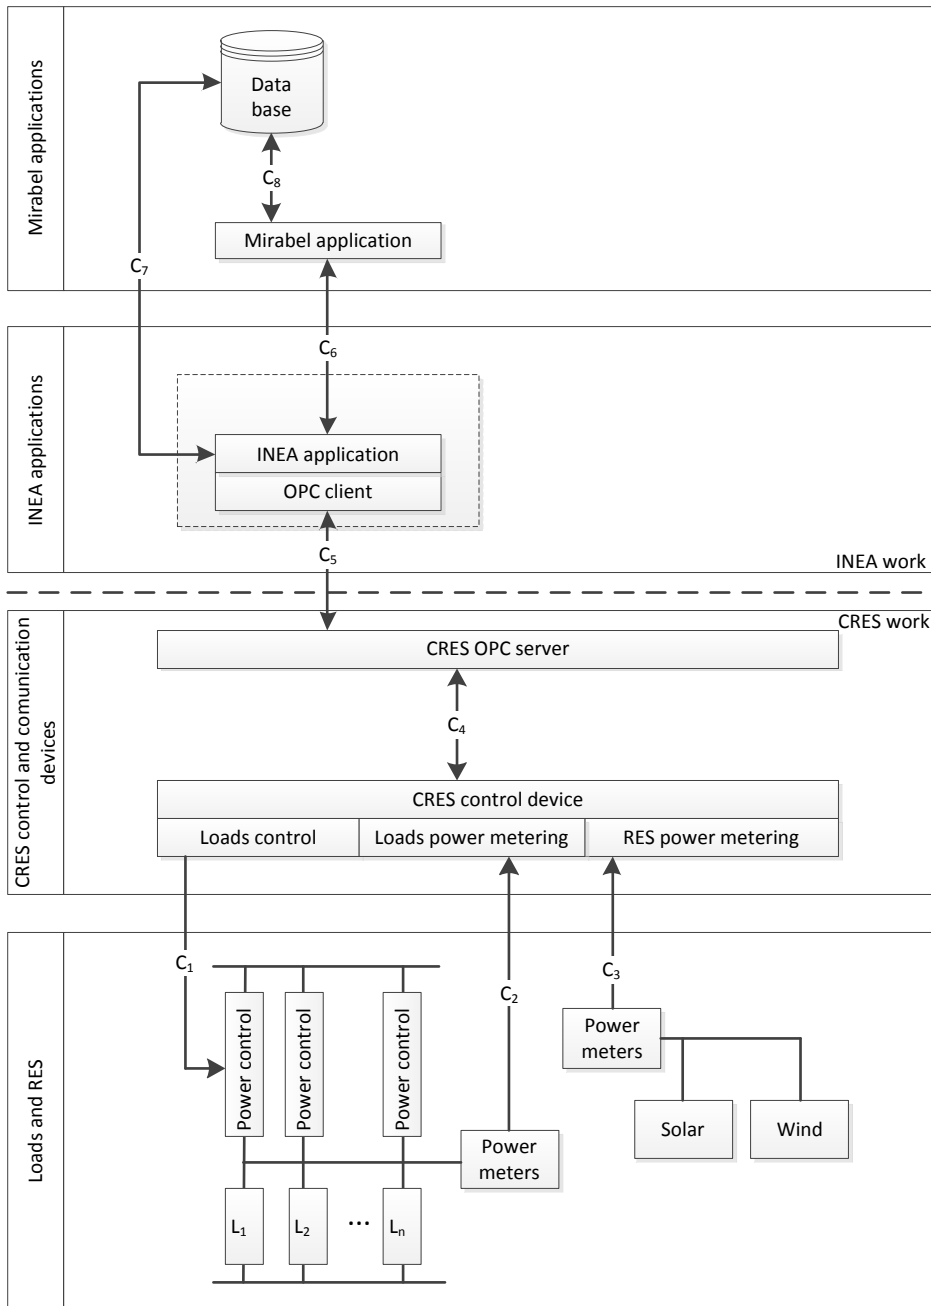 Mirabel applications
Data
base
C8
Mirabel application
C7
INEA applications
C6
INEA application
OPC client
C5
INEA work
CRES control and comunication
devices
CRES work
CRES OPC server
C4
CRES control device
Loads control
Loads power metering
RES power metering
Loads and RES
C1
C2
C3
Power control
Power control
Power control
Power
meters
Solar
Wind
Power
meters
L1
L2
...
Ln